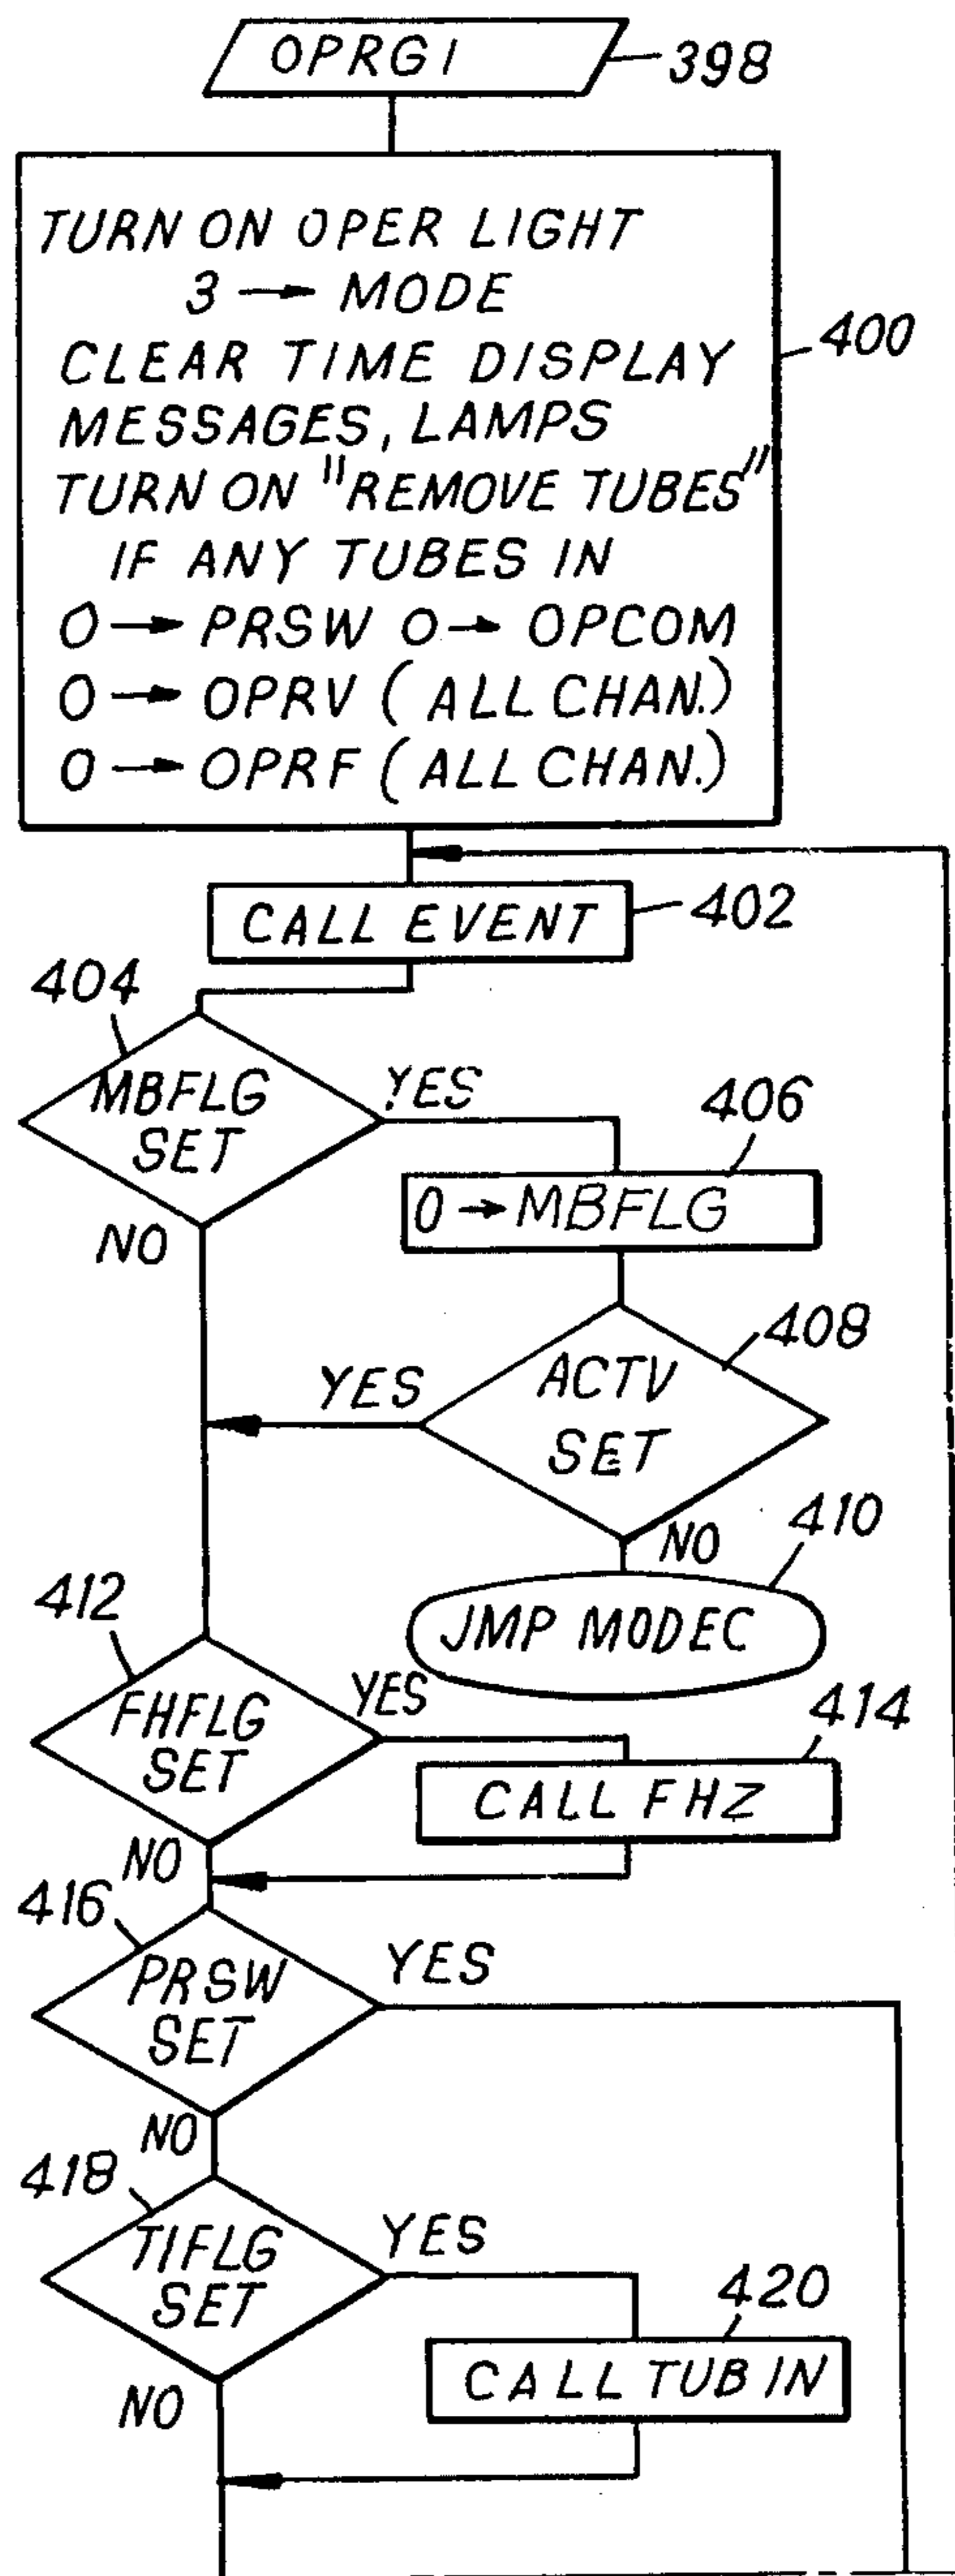 OPRG1
398
TURN ON OPER LIGHT
3 → MODE
CLEAR TIME DISPLAY
MESSAGES, LAMPS
TURN ON "REMOVE TUBES"
IF ANY TUBES IN
0 → PRSW 0 → OPCOM
0 → OPRV (ALL CHAN.)
0 → OPRF (ALL CHAN.)
400
CALL EVENT
402
404
MBFLG
SET
YES
NO
406
0 → MBFLG
408
ACTV
SET
YES
NO
410
JMP MODEC
412
FHFLG
SET
YES
NO
414
CALL FHZ
416
PRSW
SET
YES
NO
418
TIFLG
SET
YES
NO
420
CALL TUB IN